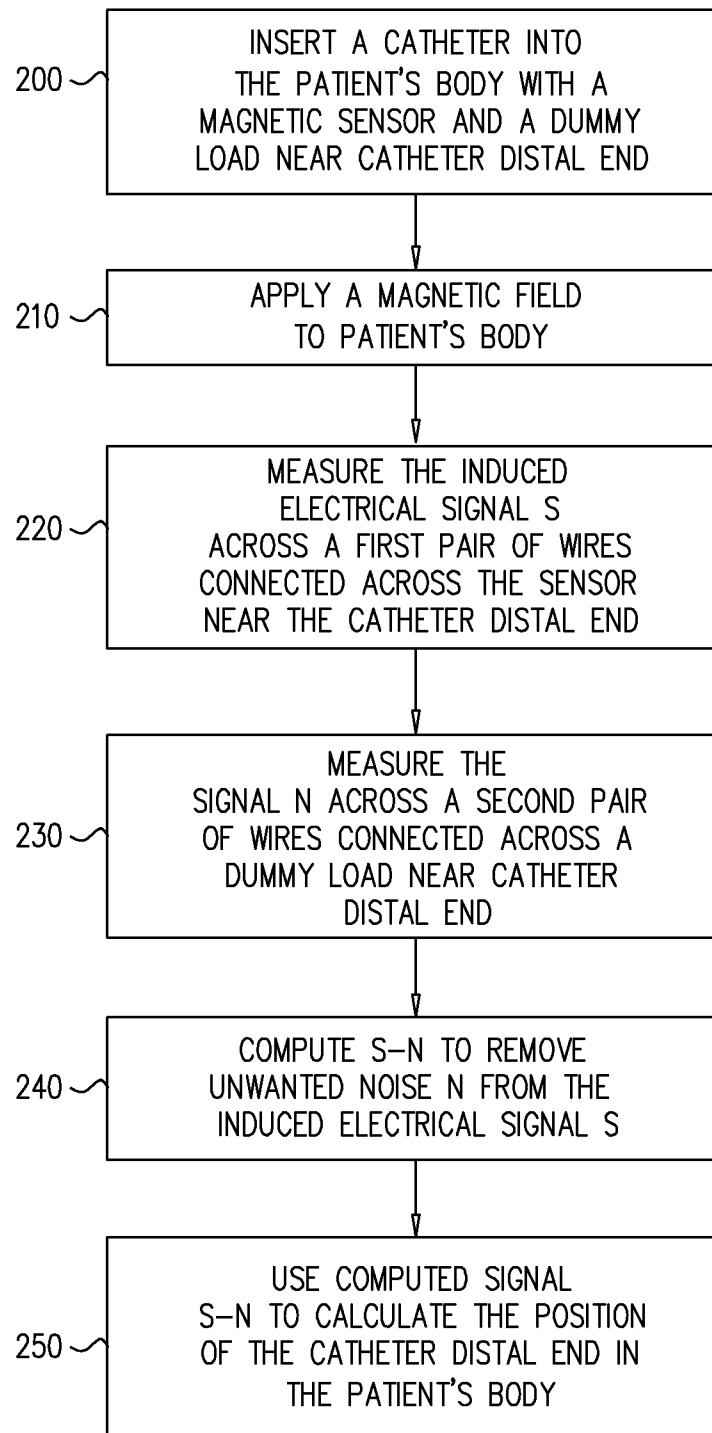 INSERT A CATHETER INTO
THE PATIENT'S BODY WITH A
200
MAGNETIC SENSOR AND A DUMMY
LOAD NEAR CATHETER DISTAL END
APPLY A MAGNETIC FIELD
210
TO PATIENT'S BODY
MEASURE THE INDUCED
ELECTRICAL SIGNAL S
220
ACROSS A FIRST PAIR OF WIRES
CONNECTED ACROSS THE SENSOR
NEAR THE CATHETER DISTAL END
MEASURE THE
SIGNAL N ACROSS A SECOND PAIR
230
OF WIRES CONNECTED ACROSS A
DUMMY LOAD NEAR CATHETER
DISTAL END
COMPUTE S-N TO REMOVE
240
UNWANTED NOISE N FROM THE
INDUCED ELECTRICAL SIGNAL S
USE COMPUTED SIGNAL
S-N TO CALCULATE THE POSITION
250
OF THE CATHETER DISTAL END IN
THE PATIENT'S BODY